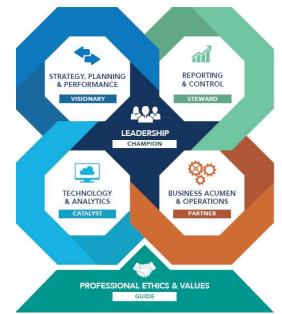 STRATEGY, PLANNING
& PERFORMANCE
VISIONARY
REPORTING
& CONTROL
STEWARD
LEADERSHIP
CHAMPION
TECHNOLOGY
& ANALYTICS
CATALYST
BUSINESS ACUMEN
& OPERATIONS
PARTNER
PROFESSIONAL ETHICS & VALUES
GUIDE